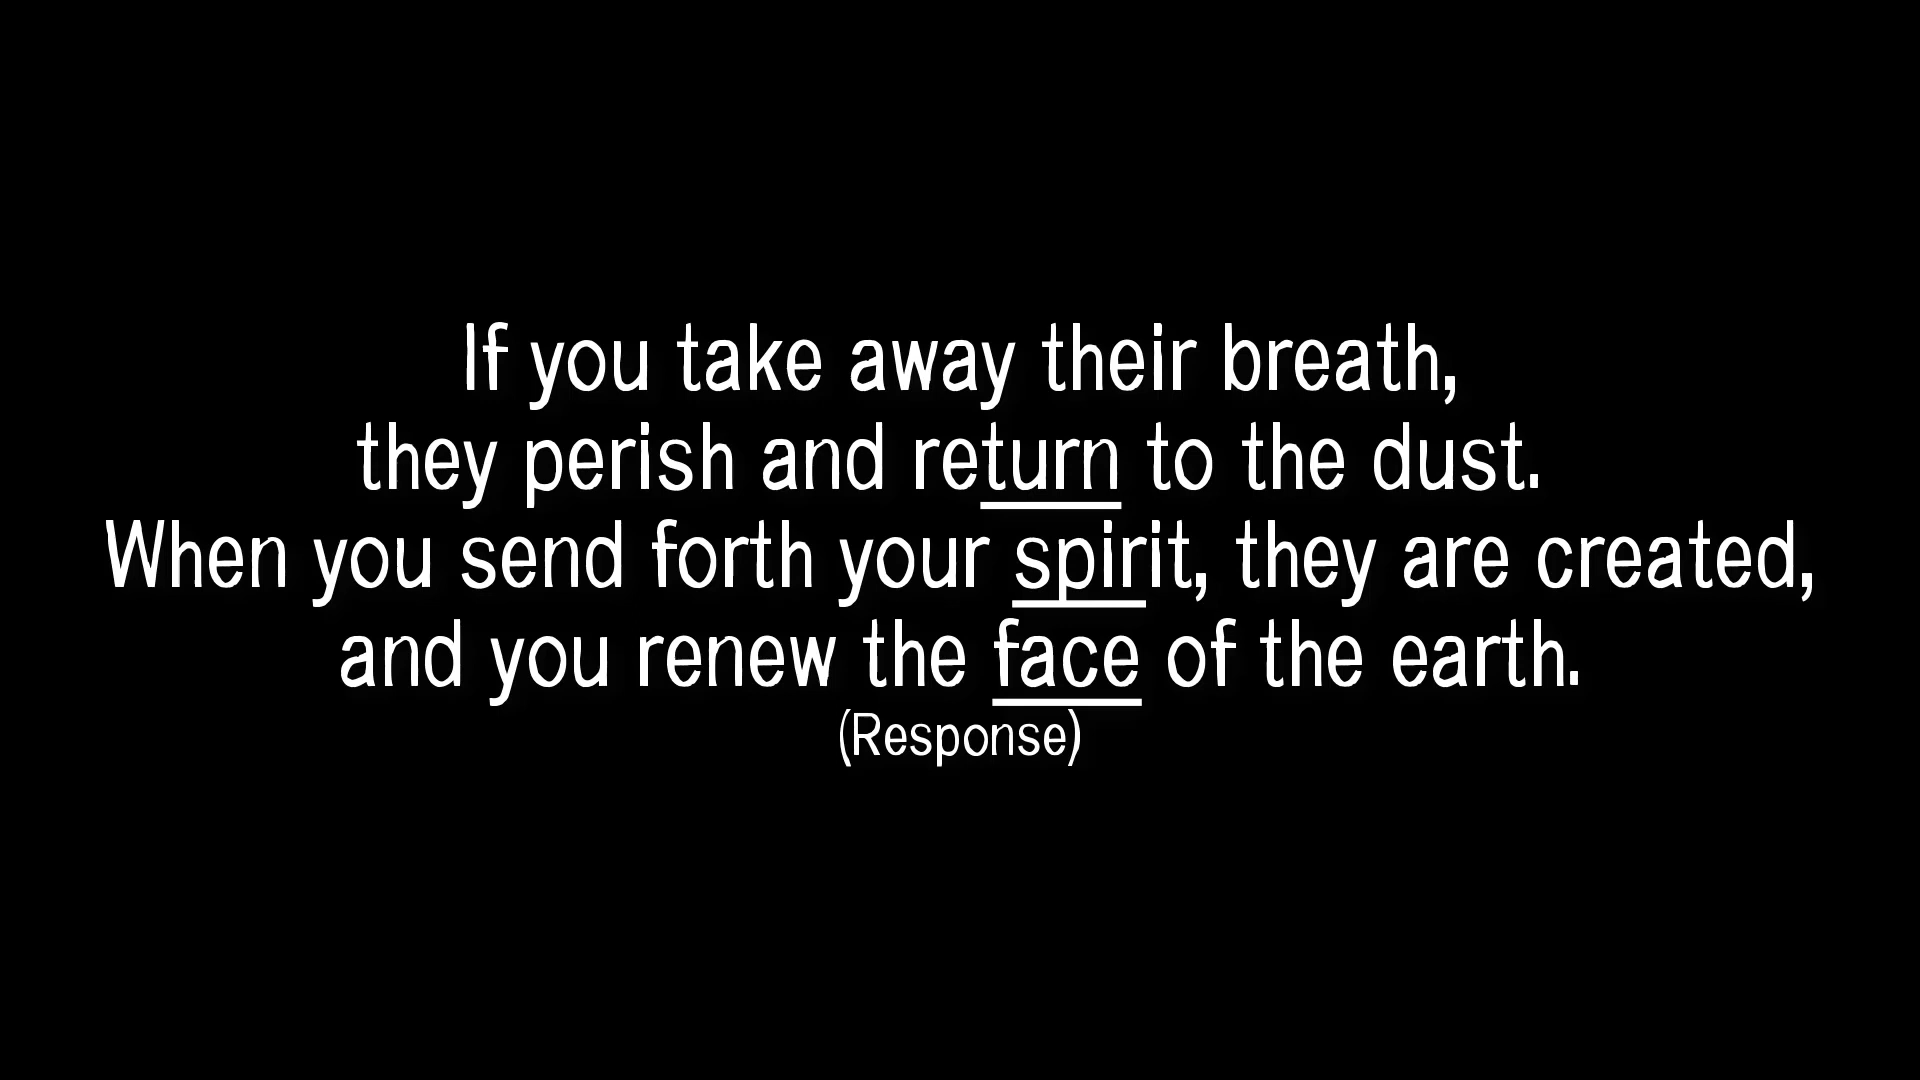 If you take away their breath,
they perish and return to the dust.
When you send forth your spirit, they are created,
and you renew the face of the earth.
(Response)